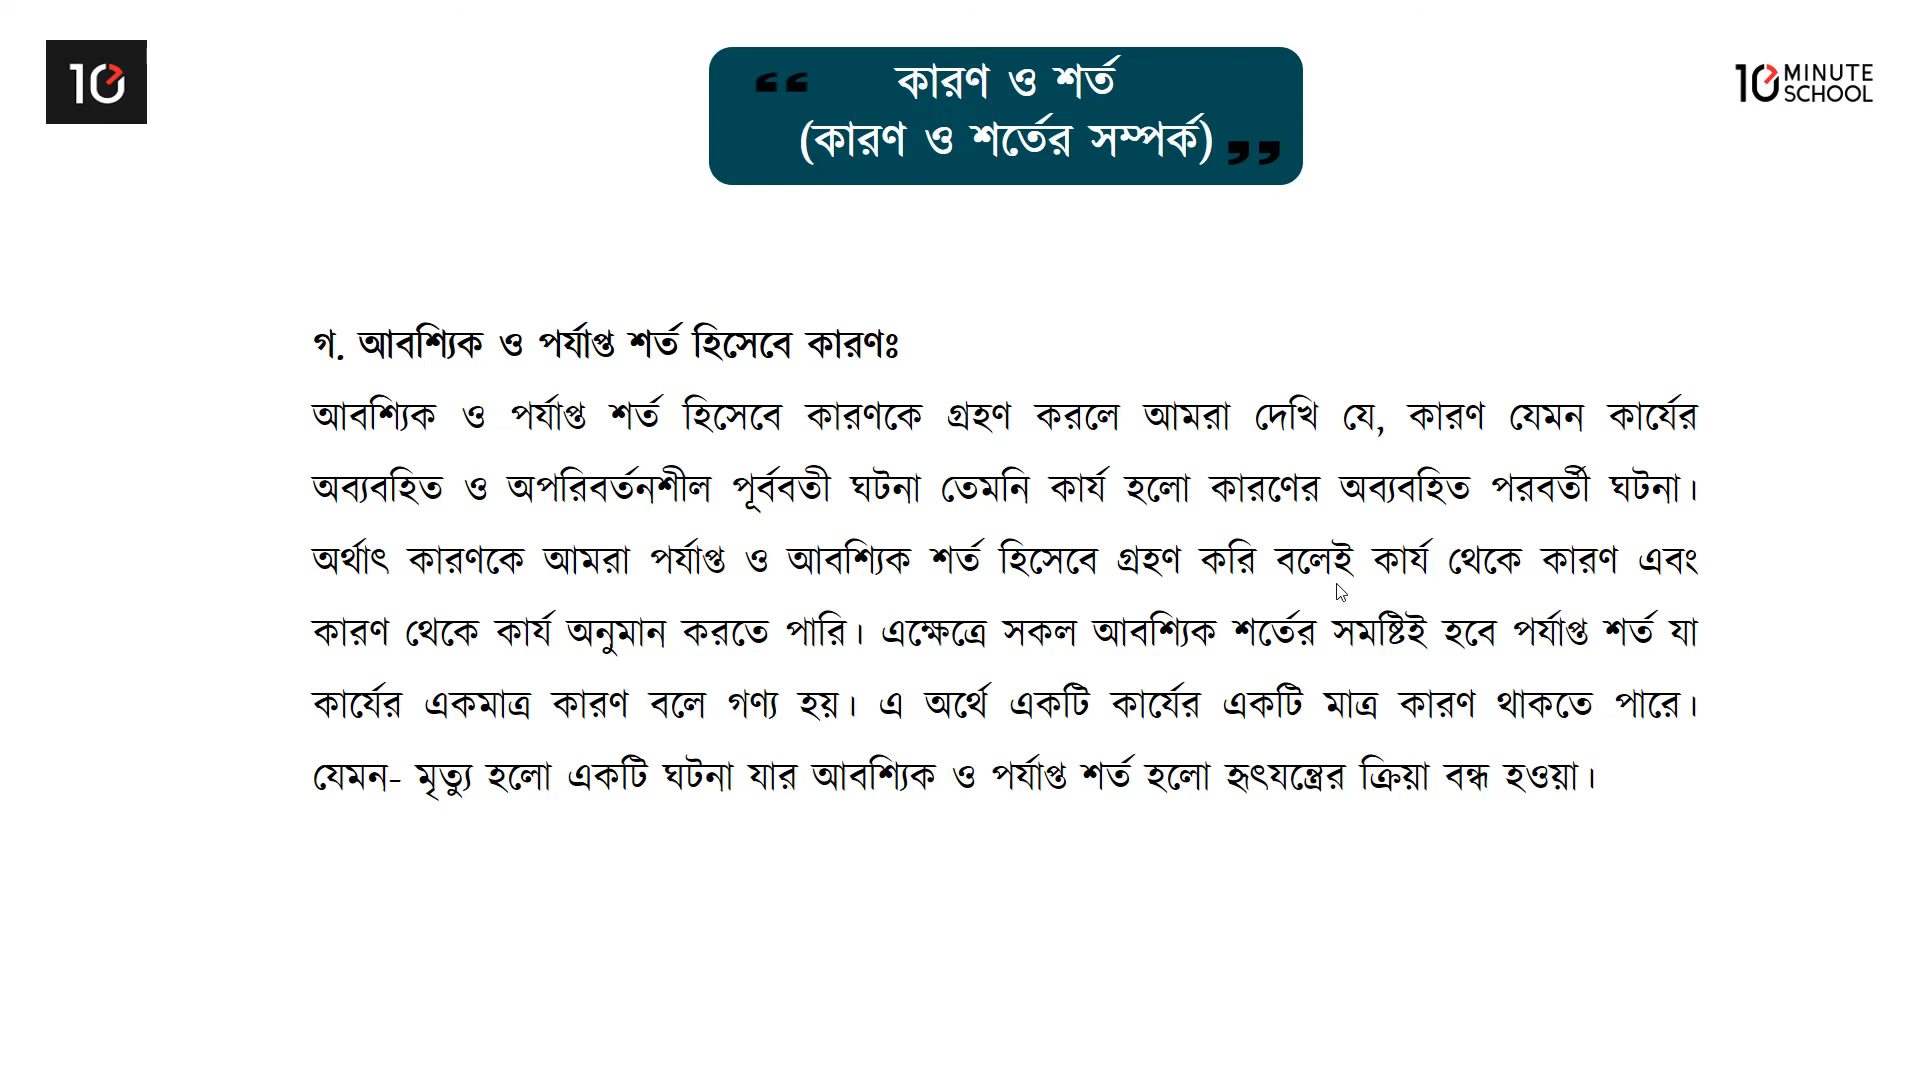 10
“ কারণ ও শর্ত
(কারণ ও শর্তের সম্পর্ক) ”
10 MINUTE SCHOOL
গ. আবশ্যিক ও পর্যাপ্ত শর্ত হিসেবে কারণঃ
আবশ্যিক ও পর্যাপ্ত শর্ত হিসেবে কারণকে গ্রহণ করলে আমরা দেখি যে, কারণ যেমন কার্যের
অব্যবহিত ও অপরিবর্তনশীল পূর্ববতী ঘটনা তেমনি কার্য হলো কারণের অব্যবহিত পরবর্তী ঘটনা।
অর্থাৎ কারণকে আমরা পর্যাপ্ত ও আবশ্যিক শর্ত হিসেবে গ্রহণ করি বলেই কার্য থেকে কারণ এবং
কারণ থেকে কার্য অনুমান করতে পারি। এক্ষেত্রে সকল আবশ্যিক শর্তের সমষ্টিই হবে পর্যাপ্ত শর্ত যা
কার্যের একমাত্র কারণ বলে গণ্য হয়। এ অর্থে একটি কার্যের একটি মাত্র কারণ থাকতে পারে।
যেমন- মৃত্যু হলো একটি ঘটনা যার আবশ্যিক ও পর্যাপ্ত শর্ত হলো হৃৎযন্ত্রের ক্রিয়া বন্ধ হওয়া।